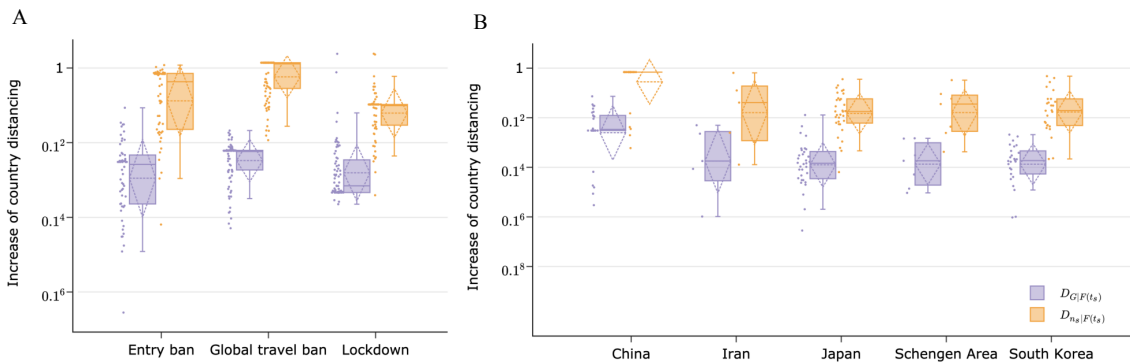 A
B
Increase of country distancing
1
0.1²
0.1⁴
0.1⁶
Entry ban
Global travel ban
Lockdown
Increase of country distancing
1
0.1²
0.1⁴
0.1⁶
0.1⁸
China
Iran
Japan
Schengen Area
South Korea
D_{G|F(t_s)}
D_{n_s|F(t_s)}